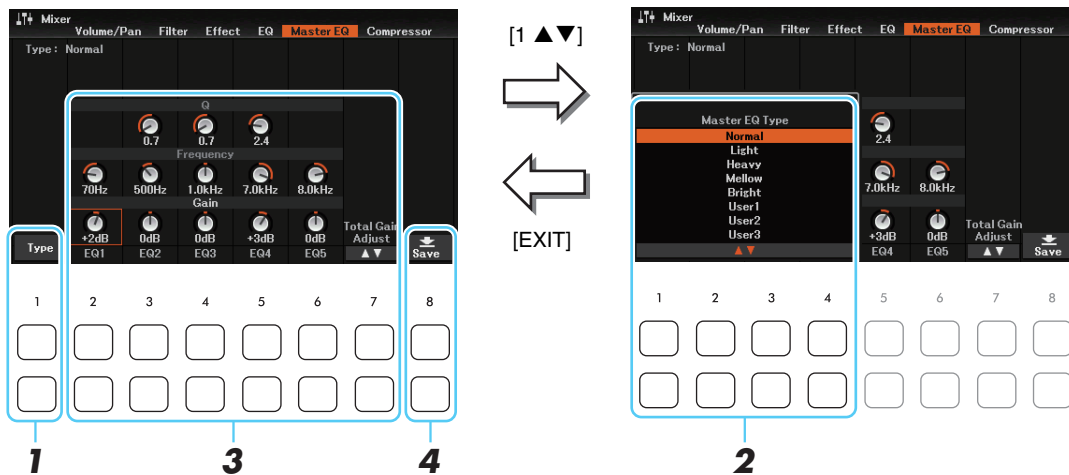 Mixer
Volume/Pan Filter Effect EQ Master EQ Compressor
Type: Normal
Q
0.7 0.7 2.4
Frequency
70Hz 500Hz 1.0kHz 7.0kHz 8.0kHz
Gain
+2dB 0dB 0dB +3dB 0dB
Type EQ1 EQ2 EQ3 EQ4 EQ5 Total Gain Adjust ▲▼ Save
1 2 3 4 5 6 7 8
1 3 4
[1 ▲▼]
[EXIT]
Mixer
Volume/Pan Filter Effect EQ Master EQ Compressor
Type: Normal
Master EQ Type
Normal
Light
Heavy
Mellow
Bright
User1
User2
User3
▲▼
2.4
7.0kHz 8.0kHz
+3dB 0dB
EQ4 EQ5 Total Gain Adjust ▲▼ Save
1 2 3 4 5 6 7 8
2